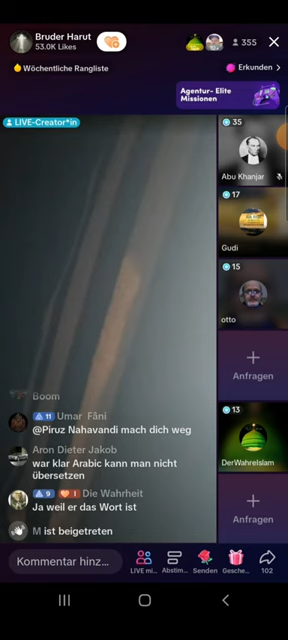 Bruder Harut
53.0K Likes
355
Wöchentliche Rangliste
Erkunden >
Agentur- Elite
Missionen
LIVE-Creator*in
35
Abu Khanjar
17
Gudi
15
otto
Anfragen
13
DerWahreIslam
Anfragen
Boom
11 Umar Fâni
@Piruz Nahavandi mach dich weg
Aron Dieter Jakob
war klar Arabic kann man nicht
übersetzen
9 I Die Wahrheit
Ja weil er das Wort ist
M ist beigetreten
Kommentar hinz...
LIVE mi...
Abstim...
Senden
Gesche...
102